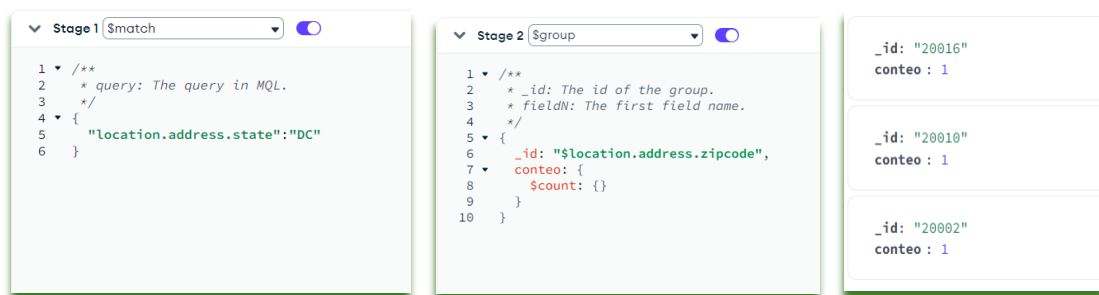 Stage 1 $match
1 /**
2 * query: The query in MQL.
3 */
4 {
5 "location.address.state":"DC"
6 }
Stage 2 $group
1 /**
2 * _id: The id of the group.
3 * fieldN: The first field name.
4 */
5 {
6 _id: "$location.address.zipcode",
7 conteo: {
8 $count: {}
9 }
10 }
_id: "20016"
conteo : 1
_id: "20010"
conteo : 1
_id: "20002"
conteo : 1